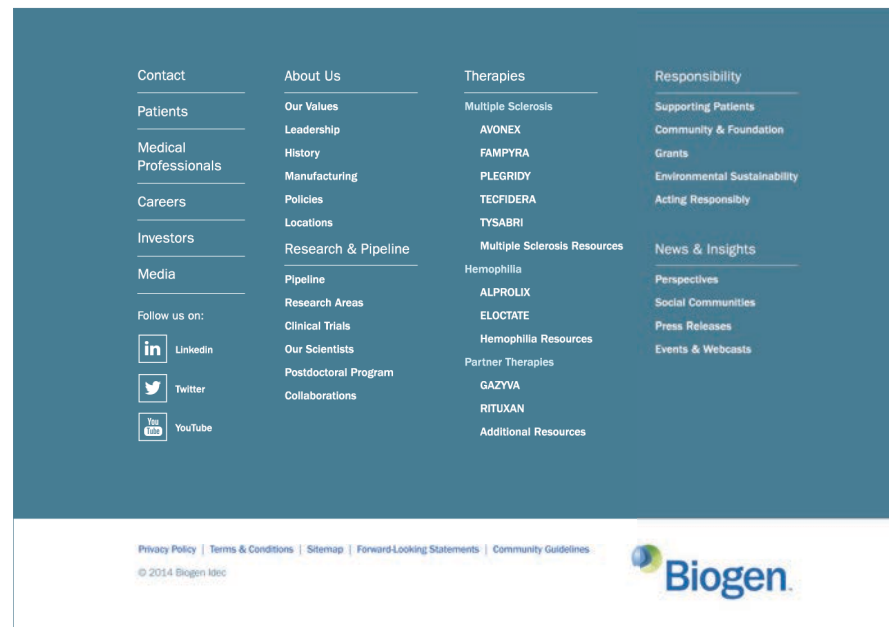 Contact
Patients
Medical
Professionals
Careers
Investors
Media
Follow us on:
in Linkedin
Twitter
You
Tube YouTube
About Us
Our Values
Leadership
History
Manufacturing
Policies
Locations
Research & Pipeline
Pipeline
Research Areas
Clinical Trials
Our Scientists
Postdoctoral Program
Collaborations
Therapies
Multiple Sclerosis
AVONEX
FAMPYRA
PLEGRIDY
TECFIDERA
TYSABRI
Multiple Sclerosis Resources
Hemophilia
ALPROLIX
ELOCTATE
Hemophilia Resources
Partner Therapies
GAZYVA
RITUXAN
Additional Resources
Responsibility
Supporting Patients
Community & Foundation
Grants
Environmental Sustainability
Acting Responsibly
News & Insights
Perspectives
Social Communities
Press Releases
Events & Webcasts
Privacy Policy | Terms & Conditions | Sitemap | Forward-Looking Statements | Community Guidelines
© 2014 Biogen Idec
Biogen.